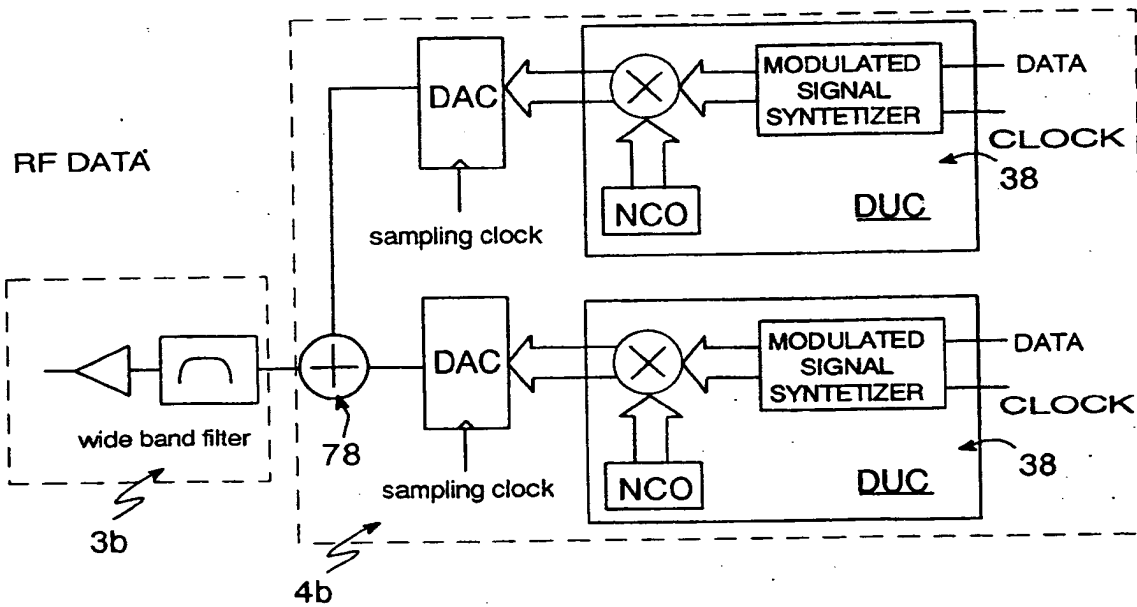 RF DATA
DAC
sampling clock
MODULATED
SIGNAL
SYNTETIZER
DATA
CLOCK
NCO
DUC
38
wide band filter
3b
78
DAC
sampling clock
MODULATED
SIGNAL
SYNTETIZER
DATA
CLOCK
NCO
DUC
38
4b